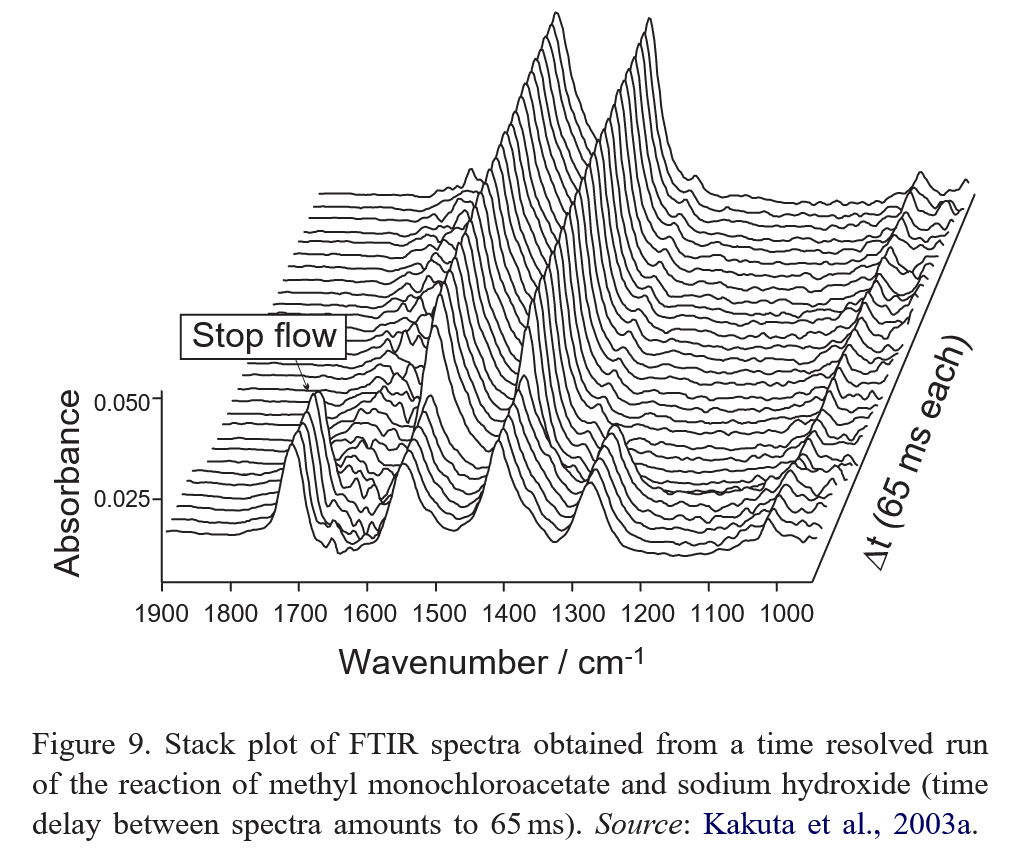 Stop flow
Absorbance
0.050
0.025
Δt (65 ms each)
1900 1800 1700 1600 1500 1400 1300 1200 1100 1000
Wavenumber / cm-1
Figure 9. Stack plot of FTIR spectra obtained from a time resolved run
of the reaction of methyl monochloroacetate and sodium hydroxide (time
delay between spectra amounts to 65 ms). Source: Kakuta et al., 2003a.